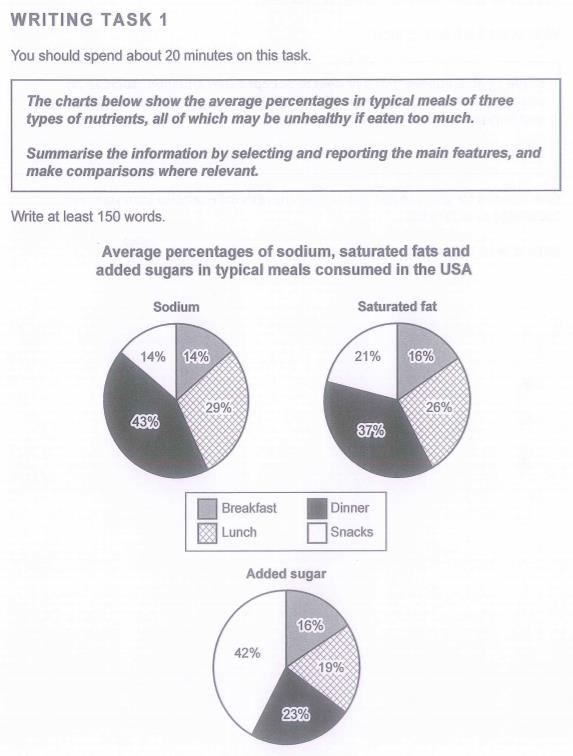 WRITING TASK 1
You should spend about 20 minutes on this task.
The charts below show the average percentages in typical meals of three
types of nutrients, all of which may be unhealthy if eaten too much.
Summarise the information by selecting and reporting the main features, and
make comparisons where relevant.
Write at least 150 words.
Average percentages of sodium, saturated fats and
added sugars in typical meals consumed in the USA
Sodium
14%
14%
29%
43%
Saturated fat
21%
16%
26%
37%
Breakfast
Dinner
Lunch
Snacks
Added sugar
42%
16%
19%
23%